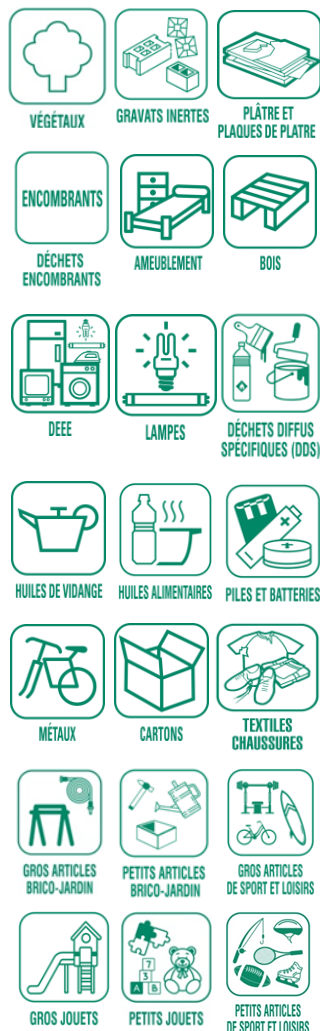 VÉGÉTAUX
GRAVATS INERTES
PLÂTRE ET
PLAQUES DE PLATRE
ENCOMBRANTS
DÉCHETS
ENCOMBRANTS
AMEUBLEMENT
BOIS
DEEE
LAMPES
DÉCHETS DIFFUS
SPÉCIFIQUES (DDS)
HUILES DE VIDANGE
HUILES ALIMENTAIRES
PILES ET BATTERIES
MÉTAUX
CARTONS
TEXTILES
CHAUSSURES
GROS ARTICLES
BRICO-JARDIN
PETITS ARTICLES
BRICO-JARDIN
GROS ARTICLES
DE SPORT ET LOISIRS
7
3
A B
GROS JOUETS
PETITS JOUETS
PETITS ARTICLES
DE SPORT ET LOISIRS